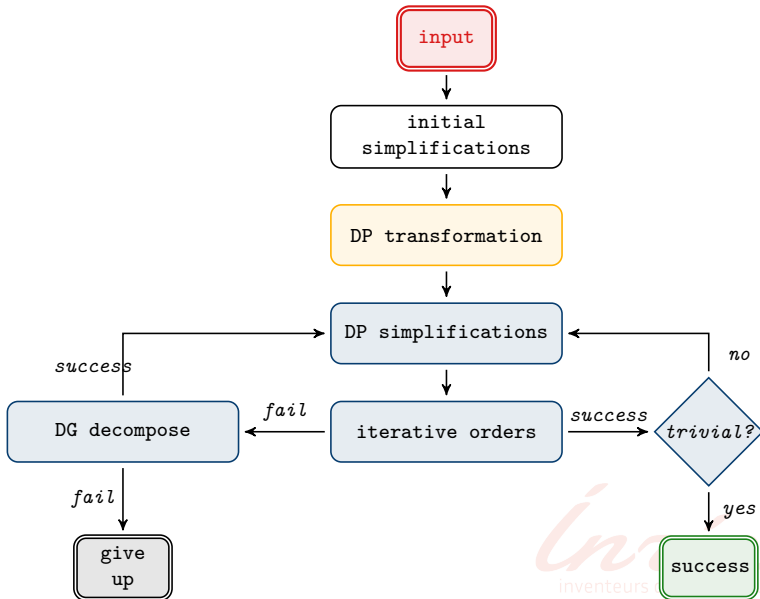 input
initial
simplifications
DP transformation
DP simplifications
success
no
DG decompose
fail
iterative orders
success
trivial?
fail
yes
give
up
success